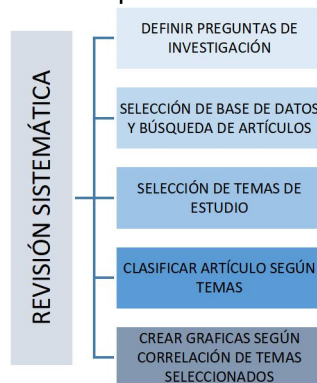 REVISIÓN SISTEMÁTICA
DEFINIR PREGUNTAS DE
INVESTIGACIÓN
SELECCIÓN DE BASE DE DATOS
Y BÚSQUEDA DE ARTÍCULOS
SELECCIÓN DE TEMAS DE
ESTUDIO
CLASIFICAR ARTÍCULO SEGÚN
TEMAS
CREAR GRAFICAS SEGÚN
CORRELACIÓN DE TEMAS
SELECCIONADOS